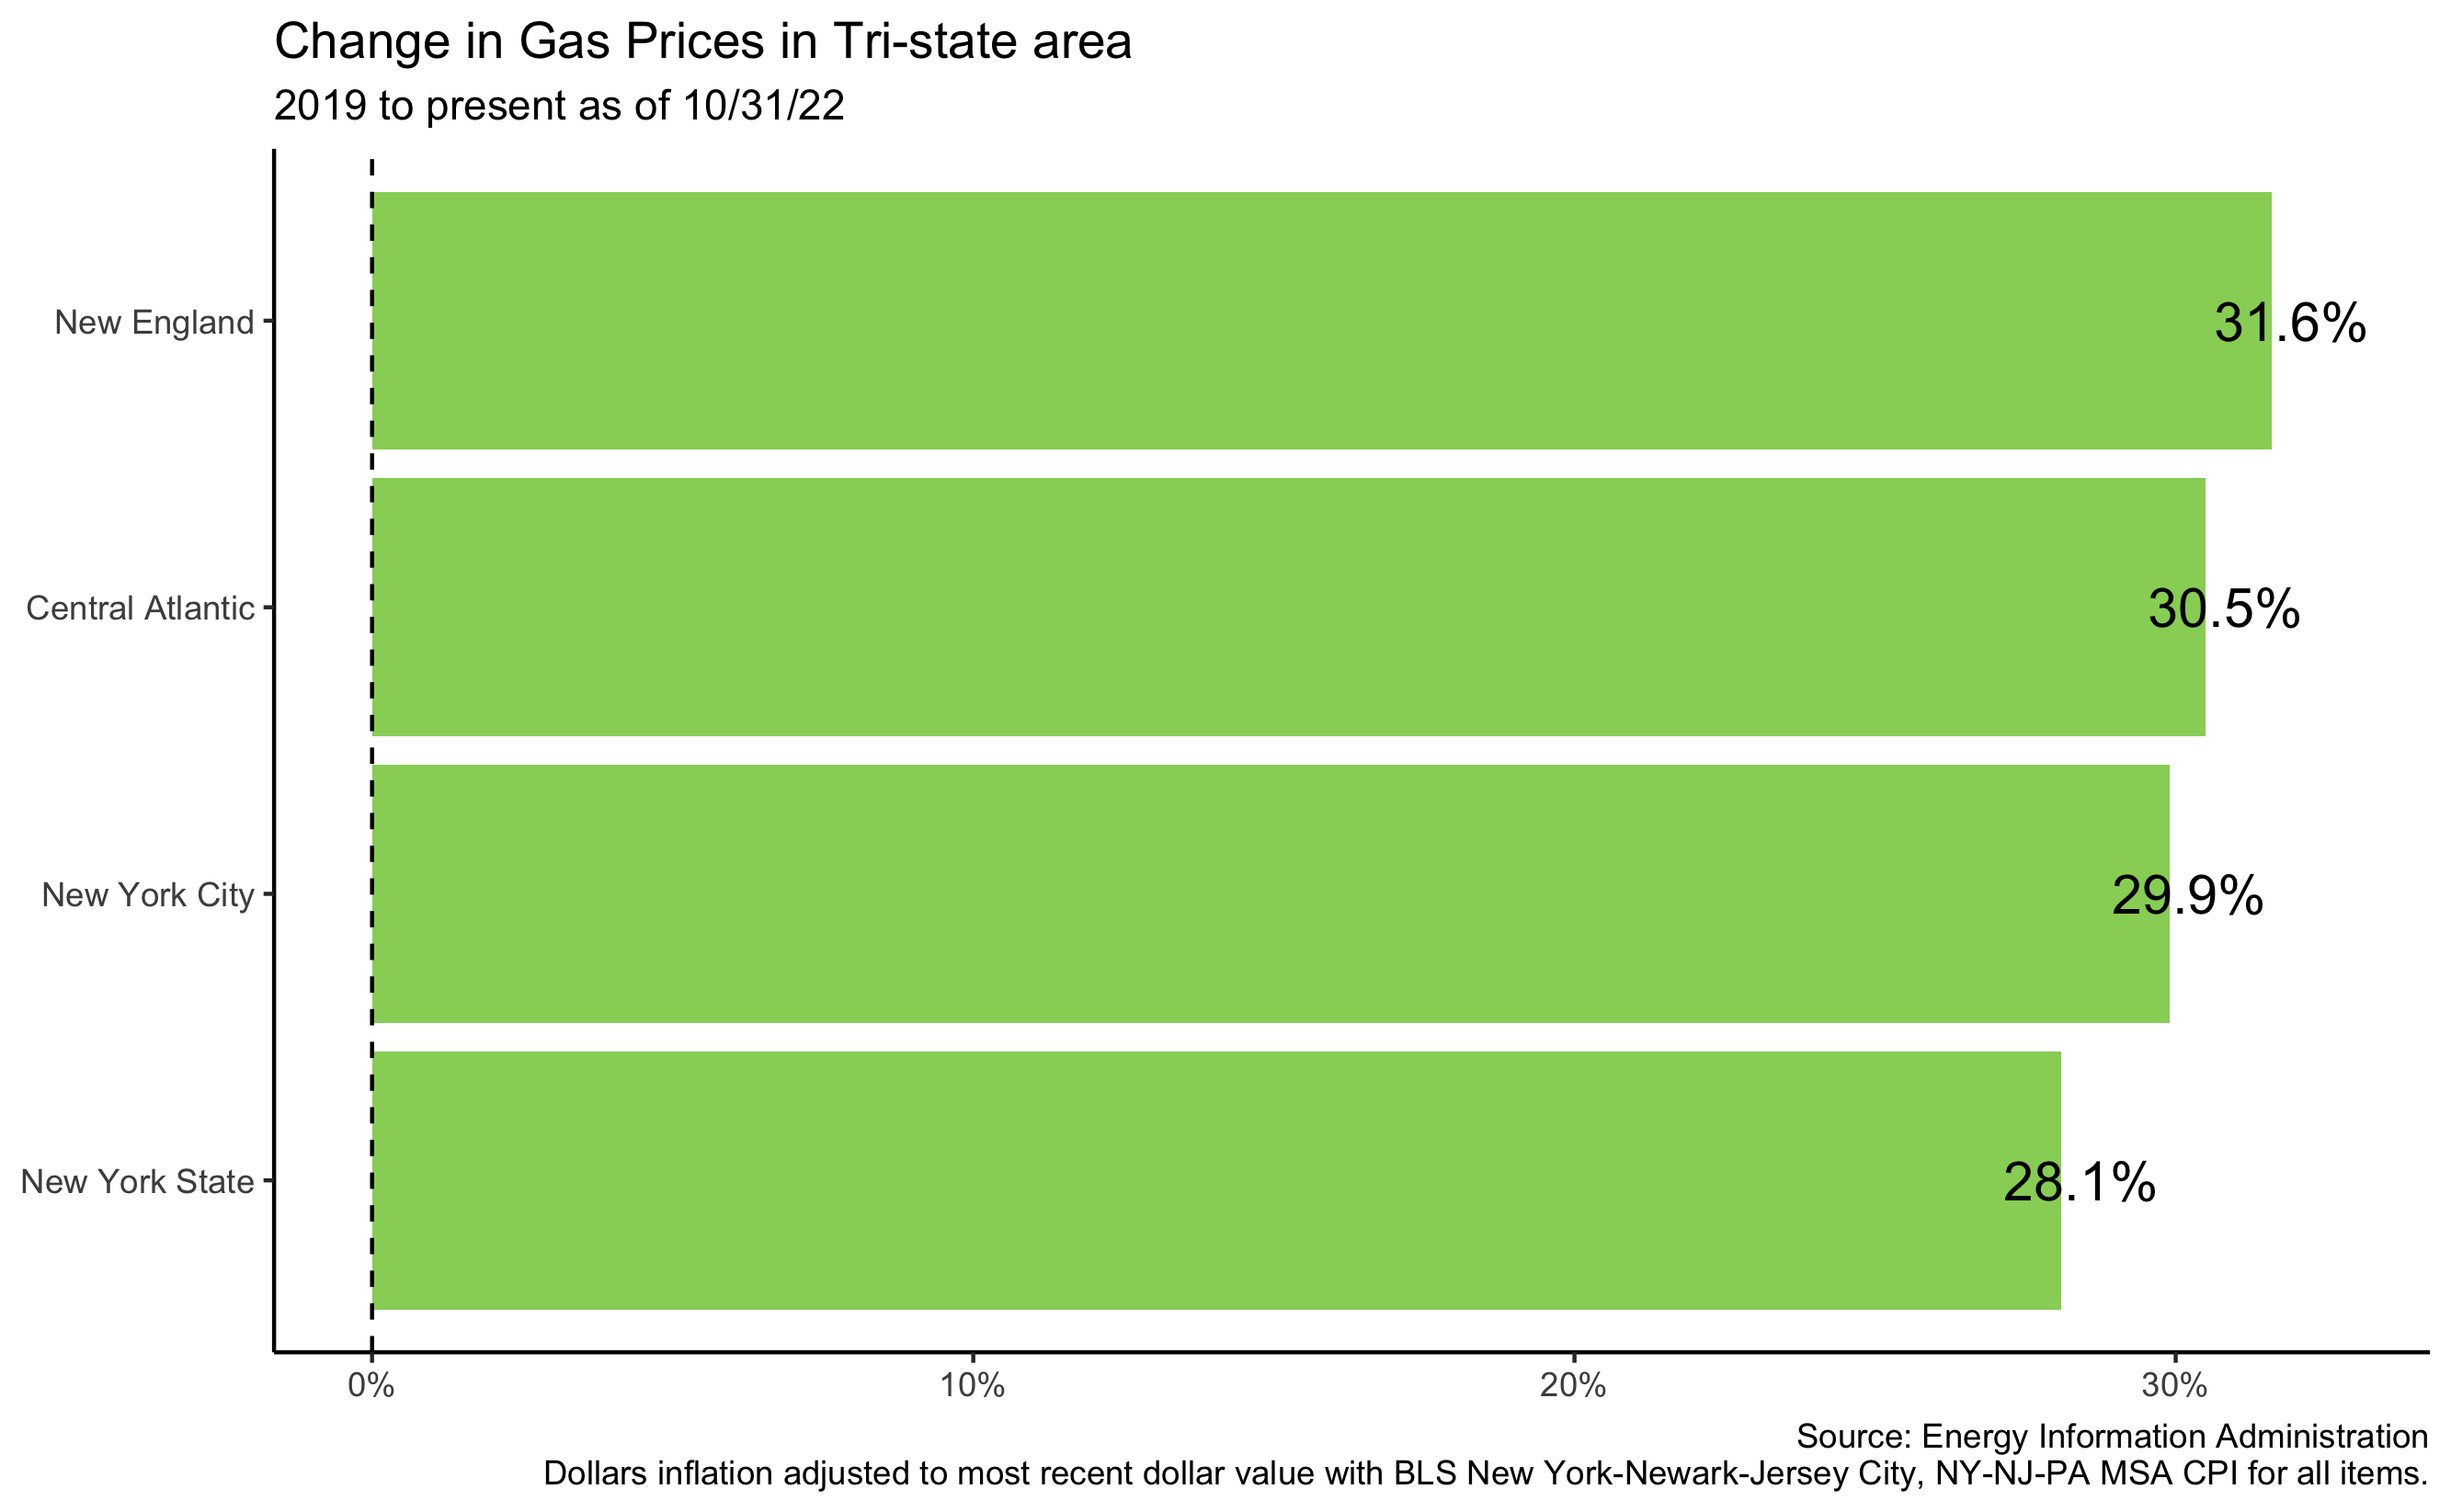 Change in Gas Prices in Tri-state area
2019 to present as of 10/31/22
New England
31.6%
Central Atlantic
30.5%
New York City
29.9%
New York State
28.1%
0%
10%
20%
30%
Source: Energy Information Administration
Dollars inflation adjusted to most recent dollar value with BLS New York-Newark-Jersey City, NY-NJ-PA MSA CPI for all items.